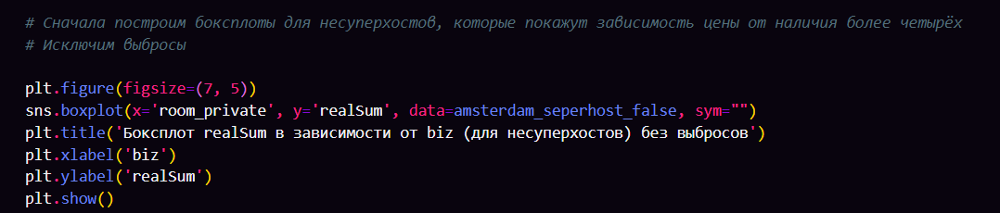 # Сначала построим боксплоты для несуперхостов, которые покажут зависимость цены от наличия более четырёх
# Исключим выбросы
plt.figure(figsize=(7, 5))
sns.boxplot(x='room_private', y='realSum', data=amsterdam_seperhost_false, sym="")
plt.title('Боксплот realSum в зависимости от biz (для несуперхостов) без выбросов')
plt.xlabel('biz')
plt.ylabel('realSum')
plt.show()